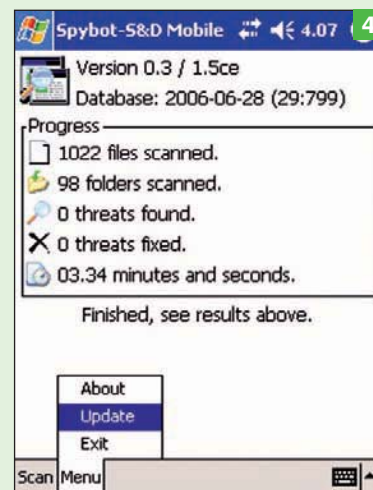 Spybot-S&D Mobile 4.07 4
Version 0.3 / 1.5ce
Database: 2006-06-28 (29:799)
Progress
1022 files scanned.
98 folders scanned.
0 threats found.
0 threats fixed.
03.34 minutes and seconds.
Finished, see results above.
About
Update
Exit
Scan Menu